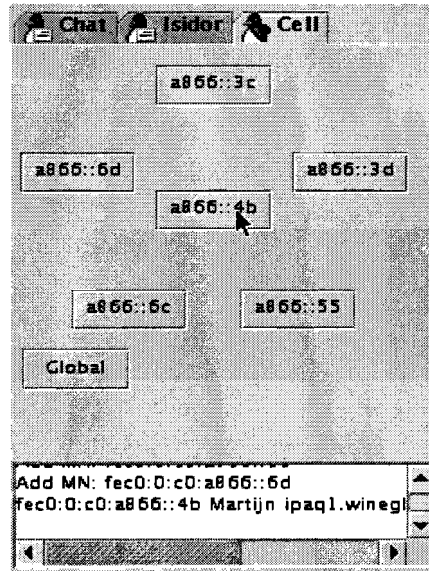 Chat Isidor Cell
a866::3c
a866::6d a866::3d
a866::4b
a866::6c a866::55
Global
Add MN: fec0:0:c0:a866::6d
fec0:0:c0:a866::4b Martijn ipaq1.winegl